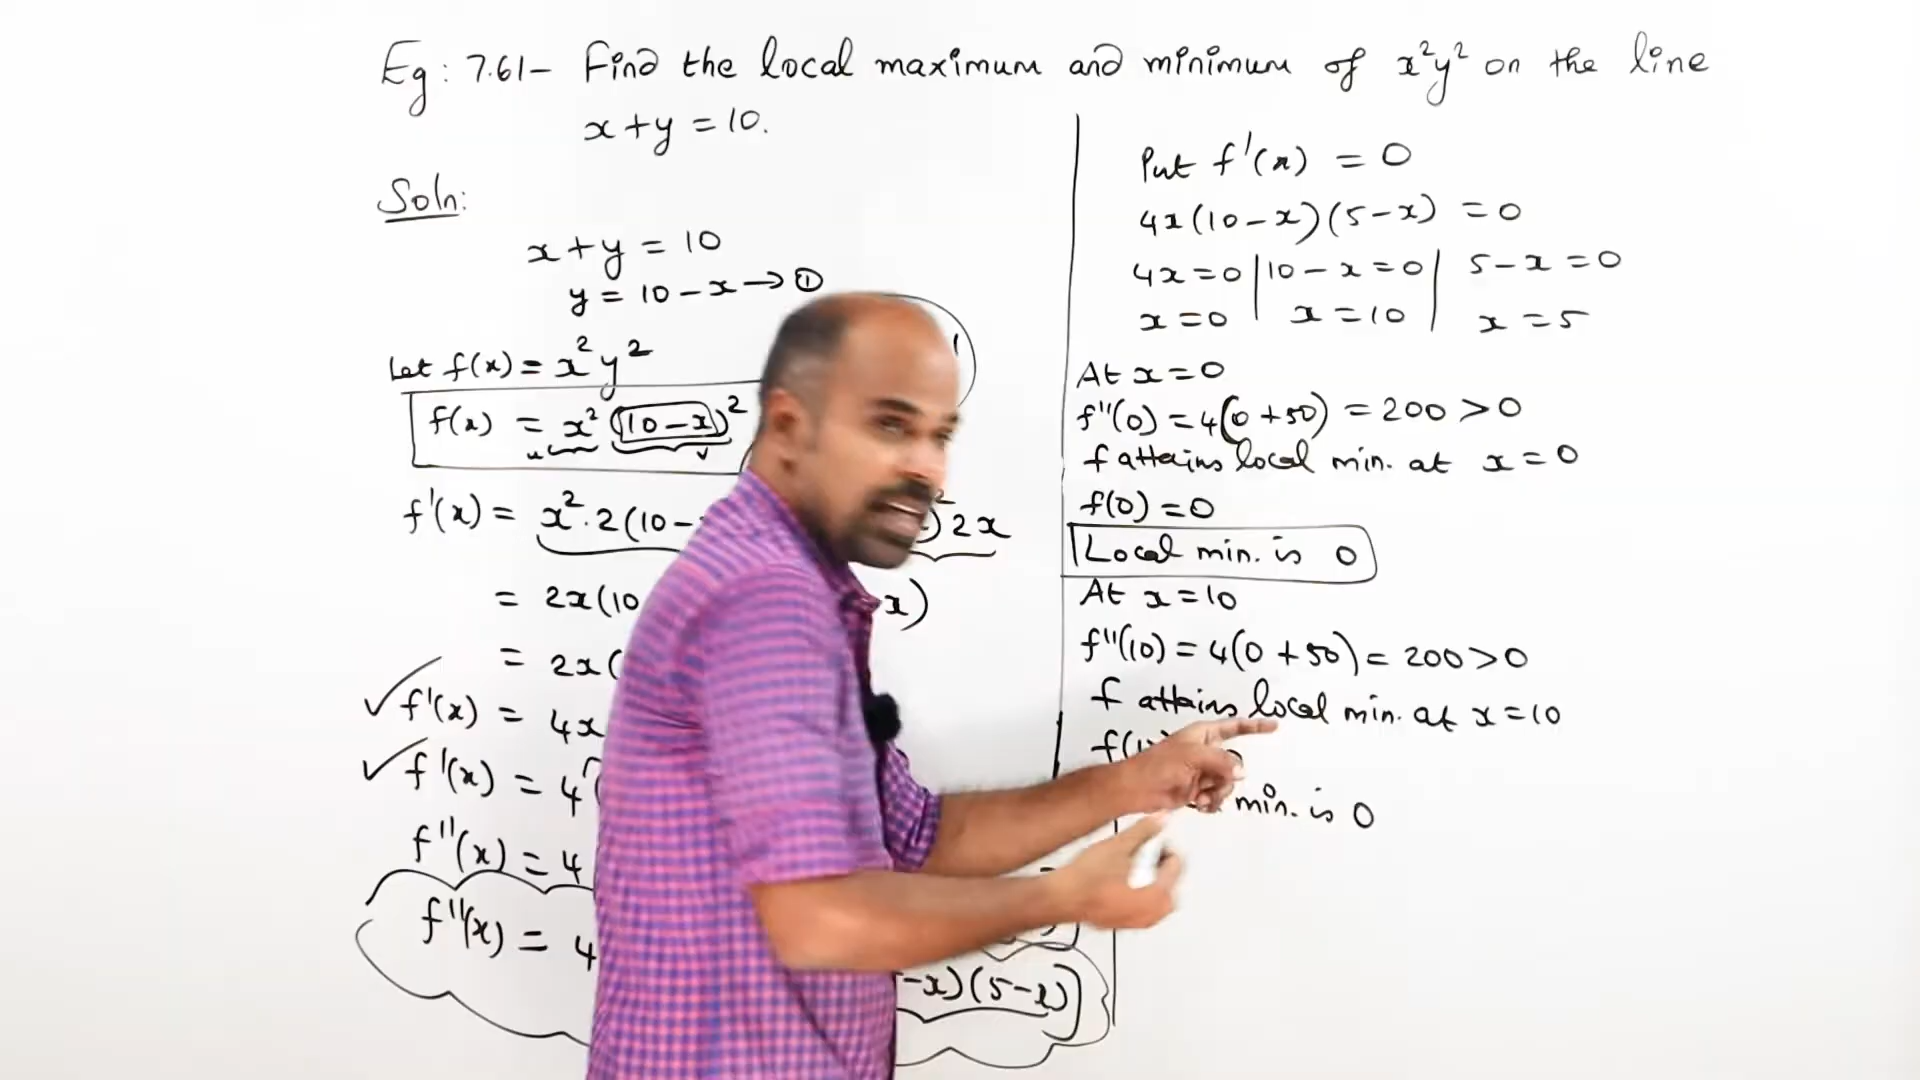 Eg: 7.61– Find the local maximum and minimum of x²y² on the line
x+y = 10.
Soln:
x+y = 10
y = 10-x → ①
Let f(x) = x²y²
f(x) = x² (10-x)²
u v
f'(x) = x²·2(10- )² 2x
= 2x(10 x)
= 2x(
✓ f'(x) = 4x
✓ f'(x) = 4(
f''(x) = 4
f''(x) = 4 -x)(5-x)]
Put f'(x) = 0
4x(10-x)(5-x) = 0
4x=0 | 10-x=0 | 5-x=0
x=0 | x=10 | x=5
At x=0
f''(0) = 4(0+50) = 200 > 0
f attains local min. at x=0
f(0) = 0
Local min. is 0
At x=10
f''(10) = 4(0+50) = 200 > 0
f attains local min. at x=10
f(1
min. is 0